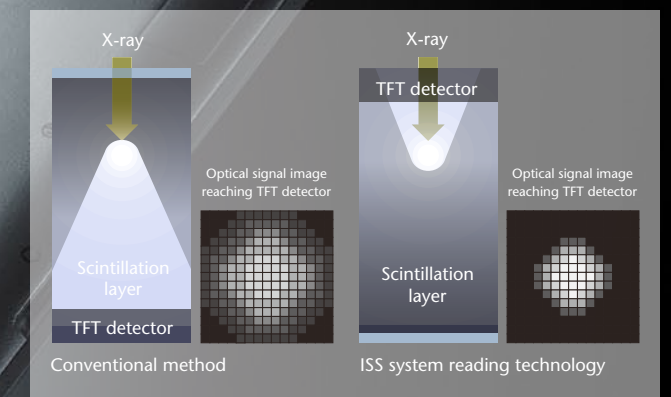 X-ray
Optical signal image
reaching TFT detector
Scintillation
layer
TFT detector
Conventional method
X-ray
TFT detector
Optical signal image
reaching TFT detector
Scintillation
layer
ISS system reading technology